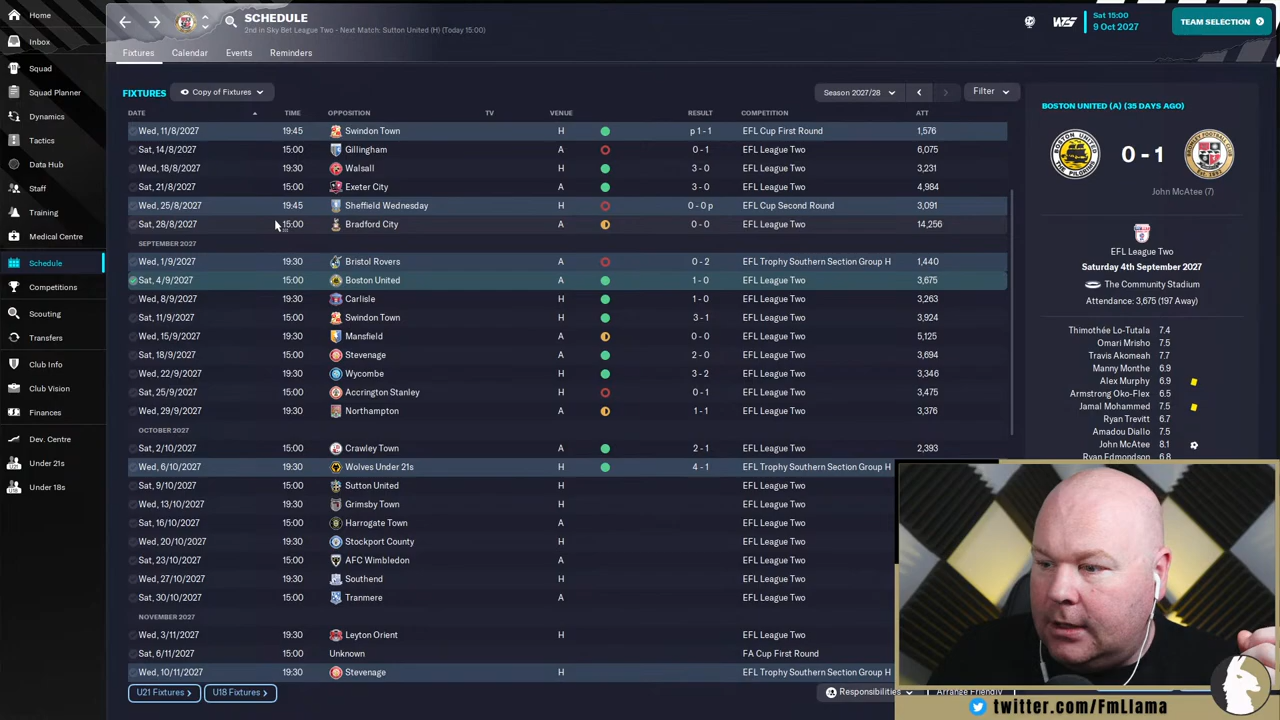 Home
Inbox
Squad
Squad Planner
Dynamics
Tactics
Data Hub
Staff
Training
Medical Centre
Schedule
Competitions
Scouting
Transfers
Club Info
Club Vision
Finances
Dev. Centre
Under 21s
Under 18s
SCHEDULE
2nd in Sky Bet League Two - Next Match: Sutton United (H) (Today 15:00)
Sat 15:00
9 Oct 2027
TEAM SELECTION
Fixtures Calendar Events Reminders
FIXTURES Copy of Fixtures Season 2027/28 Filter
DATE TIME OPPOSITION TV VENUE RESULT COMPETITION ATT
Wed, 11/8/2027 19:45 Swindon Town H p 1 - 1 EFL Cup First Round 1,576
Sat, 14/8/2027 15:00 Gillingham A 0 - 1 EFL League Two 6,075
Wed, 18/8/2027 19:30 Walsall H 3 - 0 EFL League Two 3,231
Sat, 21/8/2027 15:00 Exeter City A 3 - 0 EFL League Two 4,984
Wed, 25/8/2027 19:45 Sheffield Wednesday H 0 - 0 p EFL Cup Second Round 3,091
Sat, 28/8/2027 15:00 Bradford City A 0 - 0 EFL League Two 14,256
SEPTEMBER 2027
Wed, 1/9/2027 19:30 Bristol Rovers A 0 - 2 EFL Trophy Southern Section Group H 1,440
Sat, 4/9/2027 15:00 Boston United A 1 - 0 EFL League Two 3,675
Wed, 8/9/2027 19:30 Carlisle H 1 - 0 EFL League Two 3,263
Sat, 11/9/2027 15:00 Swindon Town H 3 - 1 EFL League Two 3,924
Wed, 15/9/2027 19:30 Mansfield A 0 - 0 EFL League Two 5,125
Sat, 18/9/2027 15:00 Stevenage A 2 - 0 EFL League Two 3,694
Wed, 22/9/2027 19:30 Wycombe H 3 - 2 EFL League Two 3,346
Sat, 25/9/2027 15:00 Accrington Stanley H 0 - 1 EFL League Two 3,475
Wed, 29/9/2027 19:30 Northampton A 1 - 1 EFL League Two 3,376
OCTOBER 2027
Sat, 2/10/2027 15:00 Crawley Town A 2 - 1 EFL League Two 2,393
Wed, 6/10/2027 19:30 Wolves Under 21s H 4 - 1 EFL Trophy Southern Section Group H
Sat, 9/10/2027 15:00 Sutton United H EFL League Two
Wed, 13/10/2027 19:30 Grimsby Town H EFL League Two
Sat, 16/10/2027 15:00 Harrogate Town A EFL League Two
Wed, 20/10/2027 19:30 Stockport County H EFL League Two
Sat, 23/10/2027 15:00 AFC Wimbledon A EFL League Two
Wed, 27/10/2027 19:30 Southend H EFL League Two
Sat, 30/10/2027 15:00 Tranmere A EFL League Two
NOVEMBER 2027
Wed, 3/11/2027 19:30 Leyton Orient H EFL League Two
Sat, 6/11/2027 15:00 Unknown FA Cup First Round
Wed, 10/11/2027 19:30 Stevenage H EFL Trophy Southern Section Group H
U21 Fixtures U18 Fixtures Responsibilities Arrange Friendly
BOSTON UNITED (A) (35 DAYS AGO)
0 - 1
John McAtee (7)
EFL League Two
Saturday 4th September 2027
The Community Stadium
Attendance: 3,675 (197 Away)
Thimothée Lo-Tutala 7.4
Omari Mrisho 7.5
Travis Akomeah 7.7
Manny Monthe 6.9
Alex Murphy 6.9
Armstrong Oko-Flex 6.5
Jamal Mohammed 7.5
Ryan Trevitt 6.7
Amadou Diallo 7.5
John McAtee 8.1
Ryan Edmondson 6.8
twitter.com/FmLlama